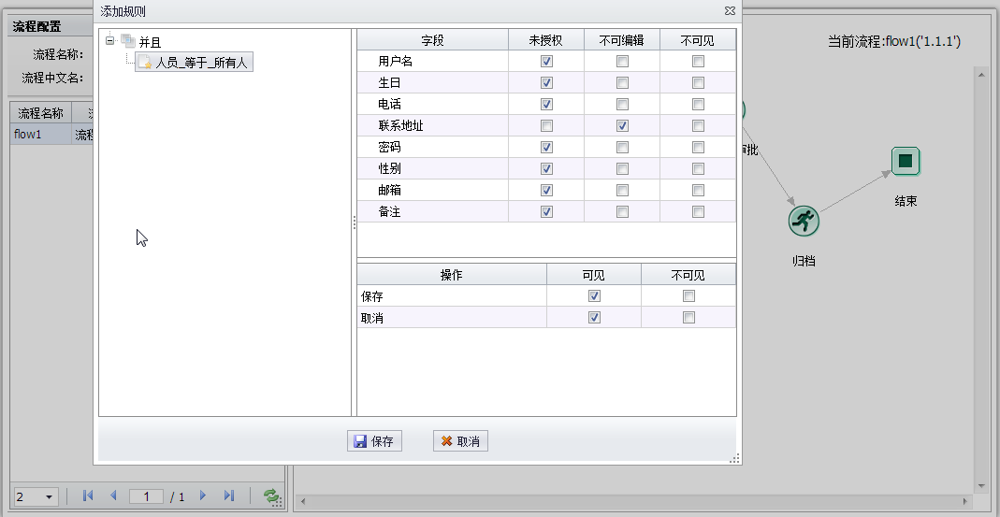 添加规则
流程配置
流程名称:
流程中文名:
流程名称
flow1
流程
并且
人员_等于_所有人
字段 未授权 不可编辑 不可见
用户名
生日
电话
联系地址
密码
性别
邮箱
备注
操作 可见 不可见
保存
取消
保存 取消
当前流程:flow1('1.1.1')
审批
结束
归档
2 1 / 1